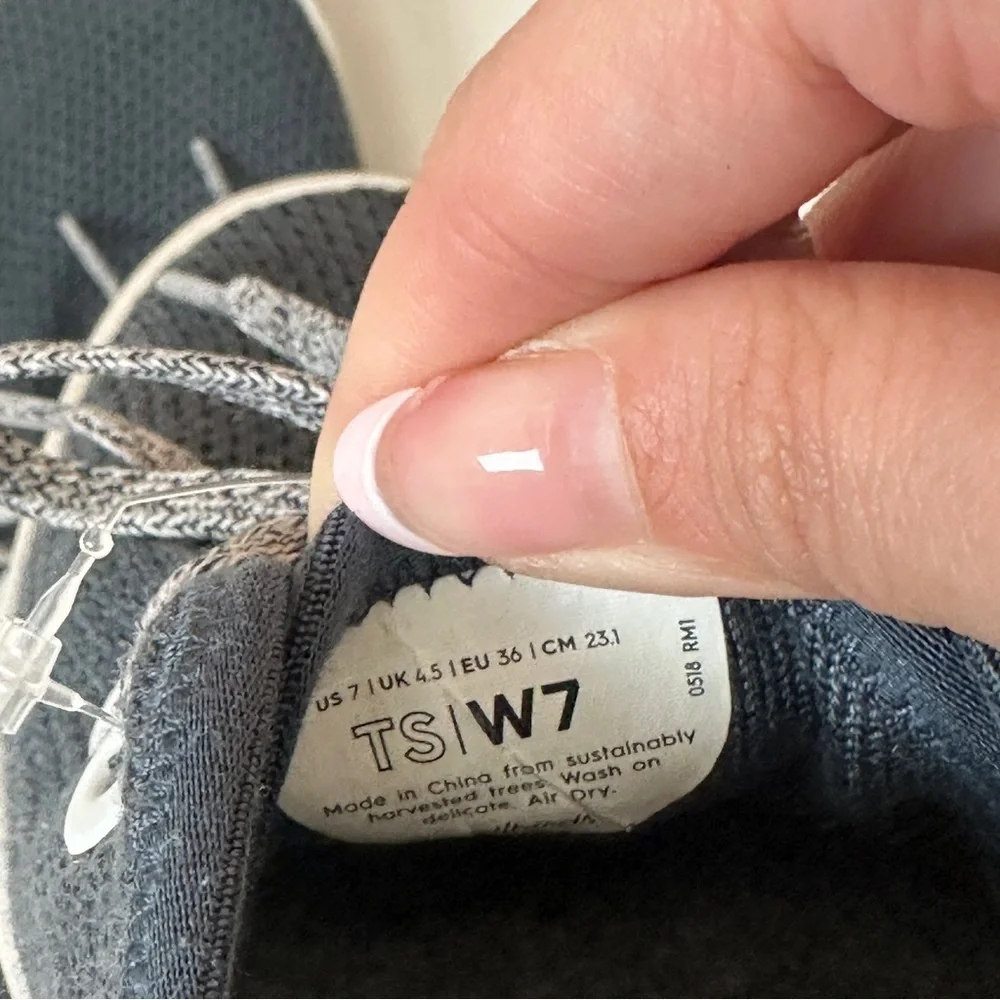 US 7 | UK 4.5 | EU 36 | CM 23.1
TS|W7
Made in China from sustainably
harvested trees. Wash on
delicate. Air Dry.
0518 RM1